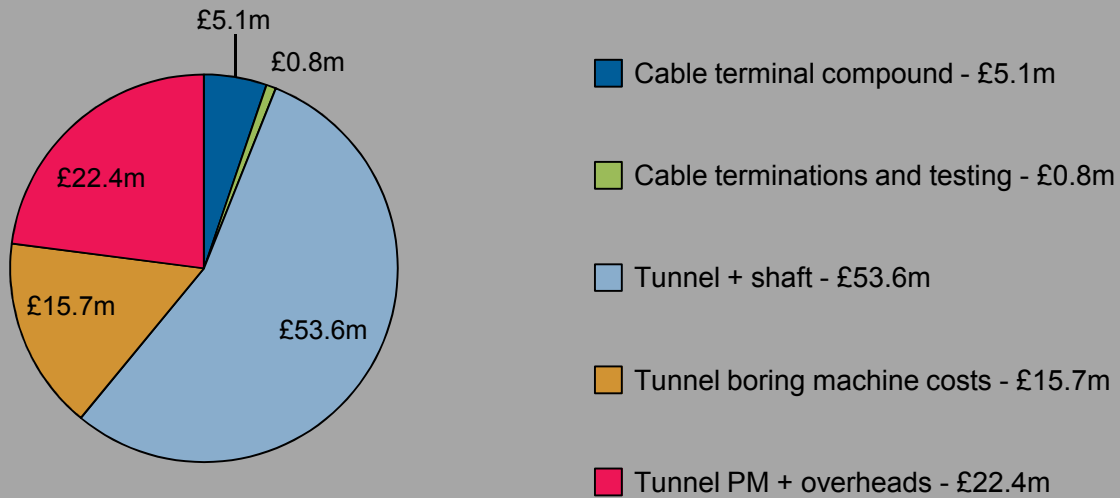 £5.1m
£0.8m
£22.4m
£15.7m
£53.6m
Cable terminal compound - £5.1m
Cable terminations and testing - £0.8m
Tunnel + shaft - £53.6m
Tunnel boring machine costs - £15.7m
Tunnel PM + overheads - £22.4m